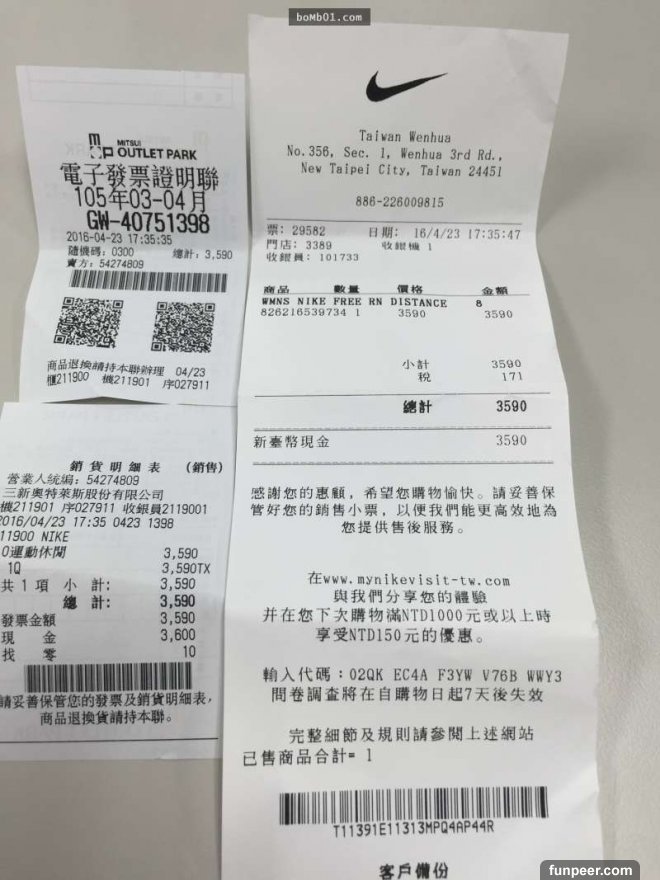 boMb01.com
MITSUI
OUTLET PARK
電子發票證明聯
105年03-04月
GW-40751398
2016-04-23 17:35:35
隨機碼：0300 總計：3,590
賣方：54274809
商品退換請持本聯辦理 04/23
櫃211900 機211901 序027911
銷貨明細表 (銷售)
營業人統編：54274809
三新奧特萊斯股份有限公司
機211901 序027911 收銀員2119001
2016/04/23 17:35 0423 1398
11900 NIKE
0運動休閒 3,590
1Q 3,590TX
共 1 項 小 計： 3,590
總 計： 3,590
發票金額 3,590
現 金 3,600
找 零 10
請妥善保管您的發票及銷貨明細表，
商品退換貨請持本聯。
Taiwan Wenhua
No.356, Sec. 1, Wenhua 3rd Rd.,
New Taipei City, Taiwan 24451
886-226009815
票：29582 日期： 16/4/23 17:35:47
門店：3389 收銀機 1
收銀員：101733
商品 數量 價格 金額
WMNS NIKE FREE RN DISTANCE 8
826216539734 1 3590 3590
小計 3590
稅 171
總計 3590
新臺幣現金 3590
感謝您的惠顧，希望您購物愉快。請妥善保
管好您的銷售小票，以便我們能更高效地為
您提供售後服務。
在www.mynikevisit-tw.com
與我們分享您的體驗
并在您下次購物滿NTD1000元或以上時
享受NTD150元的優惠。
輸入代碼：02QK EC4A F3YW V76B WWY3
問卷調查將在自購物日起7天後失效
完整細節及規則請參閱上述網站
已售商品合計= 1
T11391E11313MPQ4AP44R
客戶備份
funpeer.com